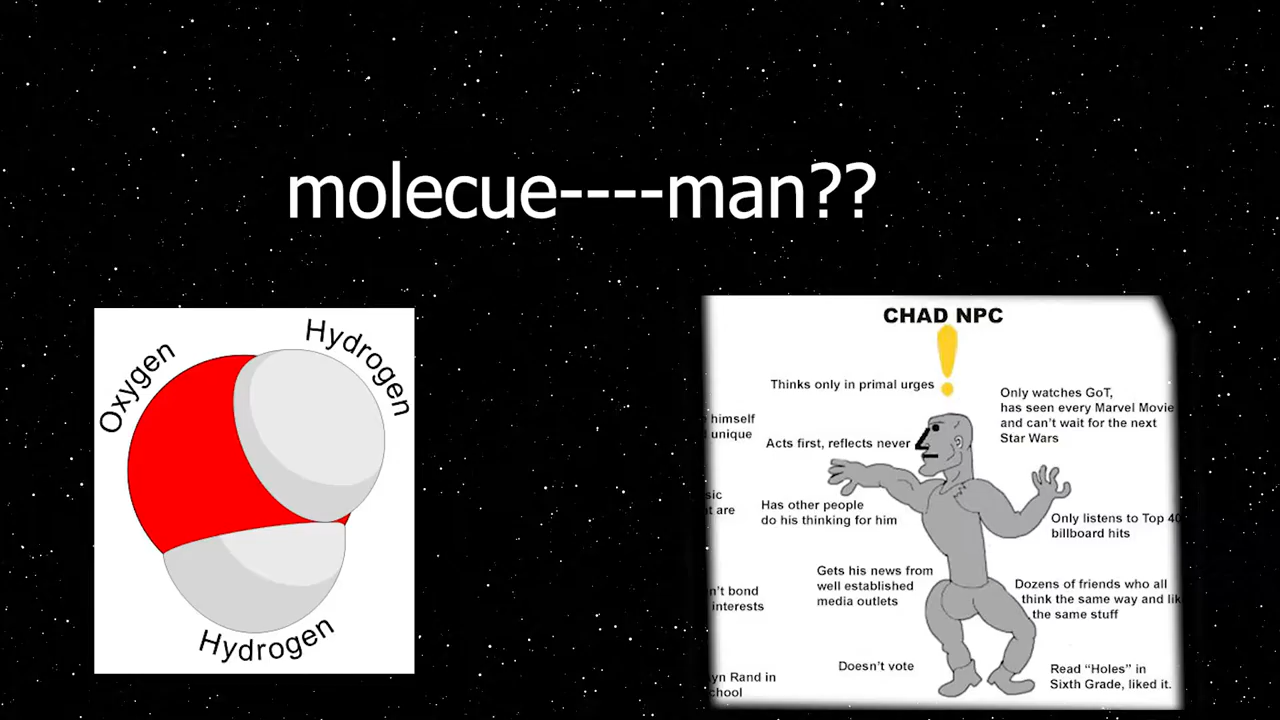 molecue----man??
Oxygen
Hydrogen
Hydrogen
CHAD NPC
Thinks only in primal urges
Only watches GoT,
has seen every Marvel Movie
and can't wait for the next
Star Wars
himself
unique
Acts first, reflects never
Has other people
do his thinking for him
are
Only listens to Top 40
billboard hits
Gets his news from
well established
media outlets
bond
interests
Dozens of friends who all
think the same way and
the same stuff
Doesn't vote
Rand in
Read “Holes” in
Sixth Grade, liked it.